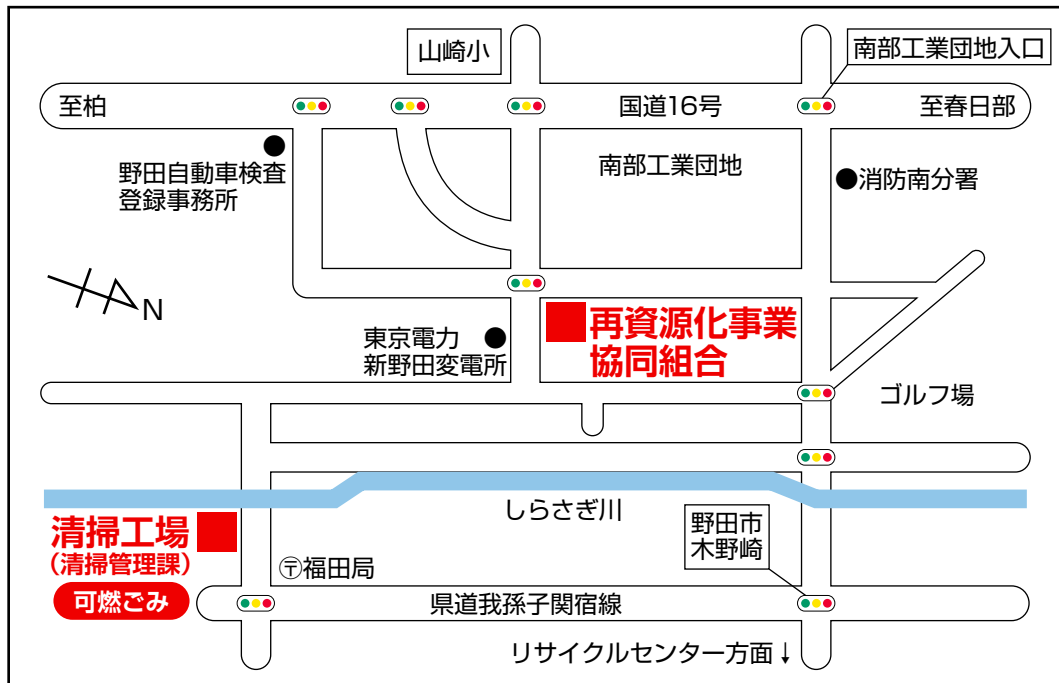 山崎小
南部工業団地入口
至柏
国道16号
至春日部
野田自動車検査
登録事務所
南部工業団地
●消防南分署
N
東京電力
新野田変電所
再資源化事業
協同組合
ゴルフ場
しらさぎ川
清掃工場
(清掃管理課)
可燃ごみ
野田市
木野崎
〶福田局
県道我孫子関宿線
リサイクルセンター方面↓